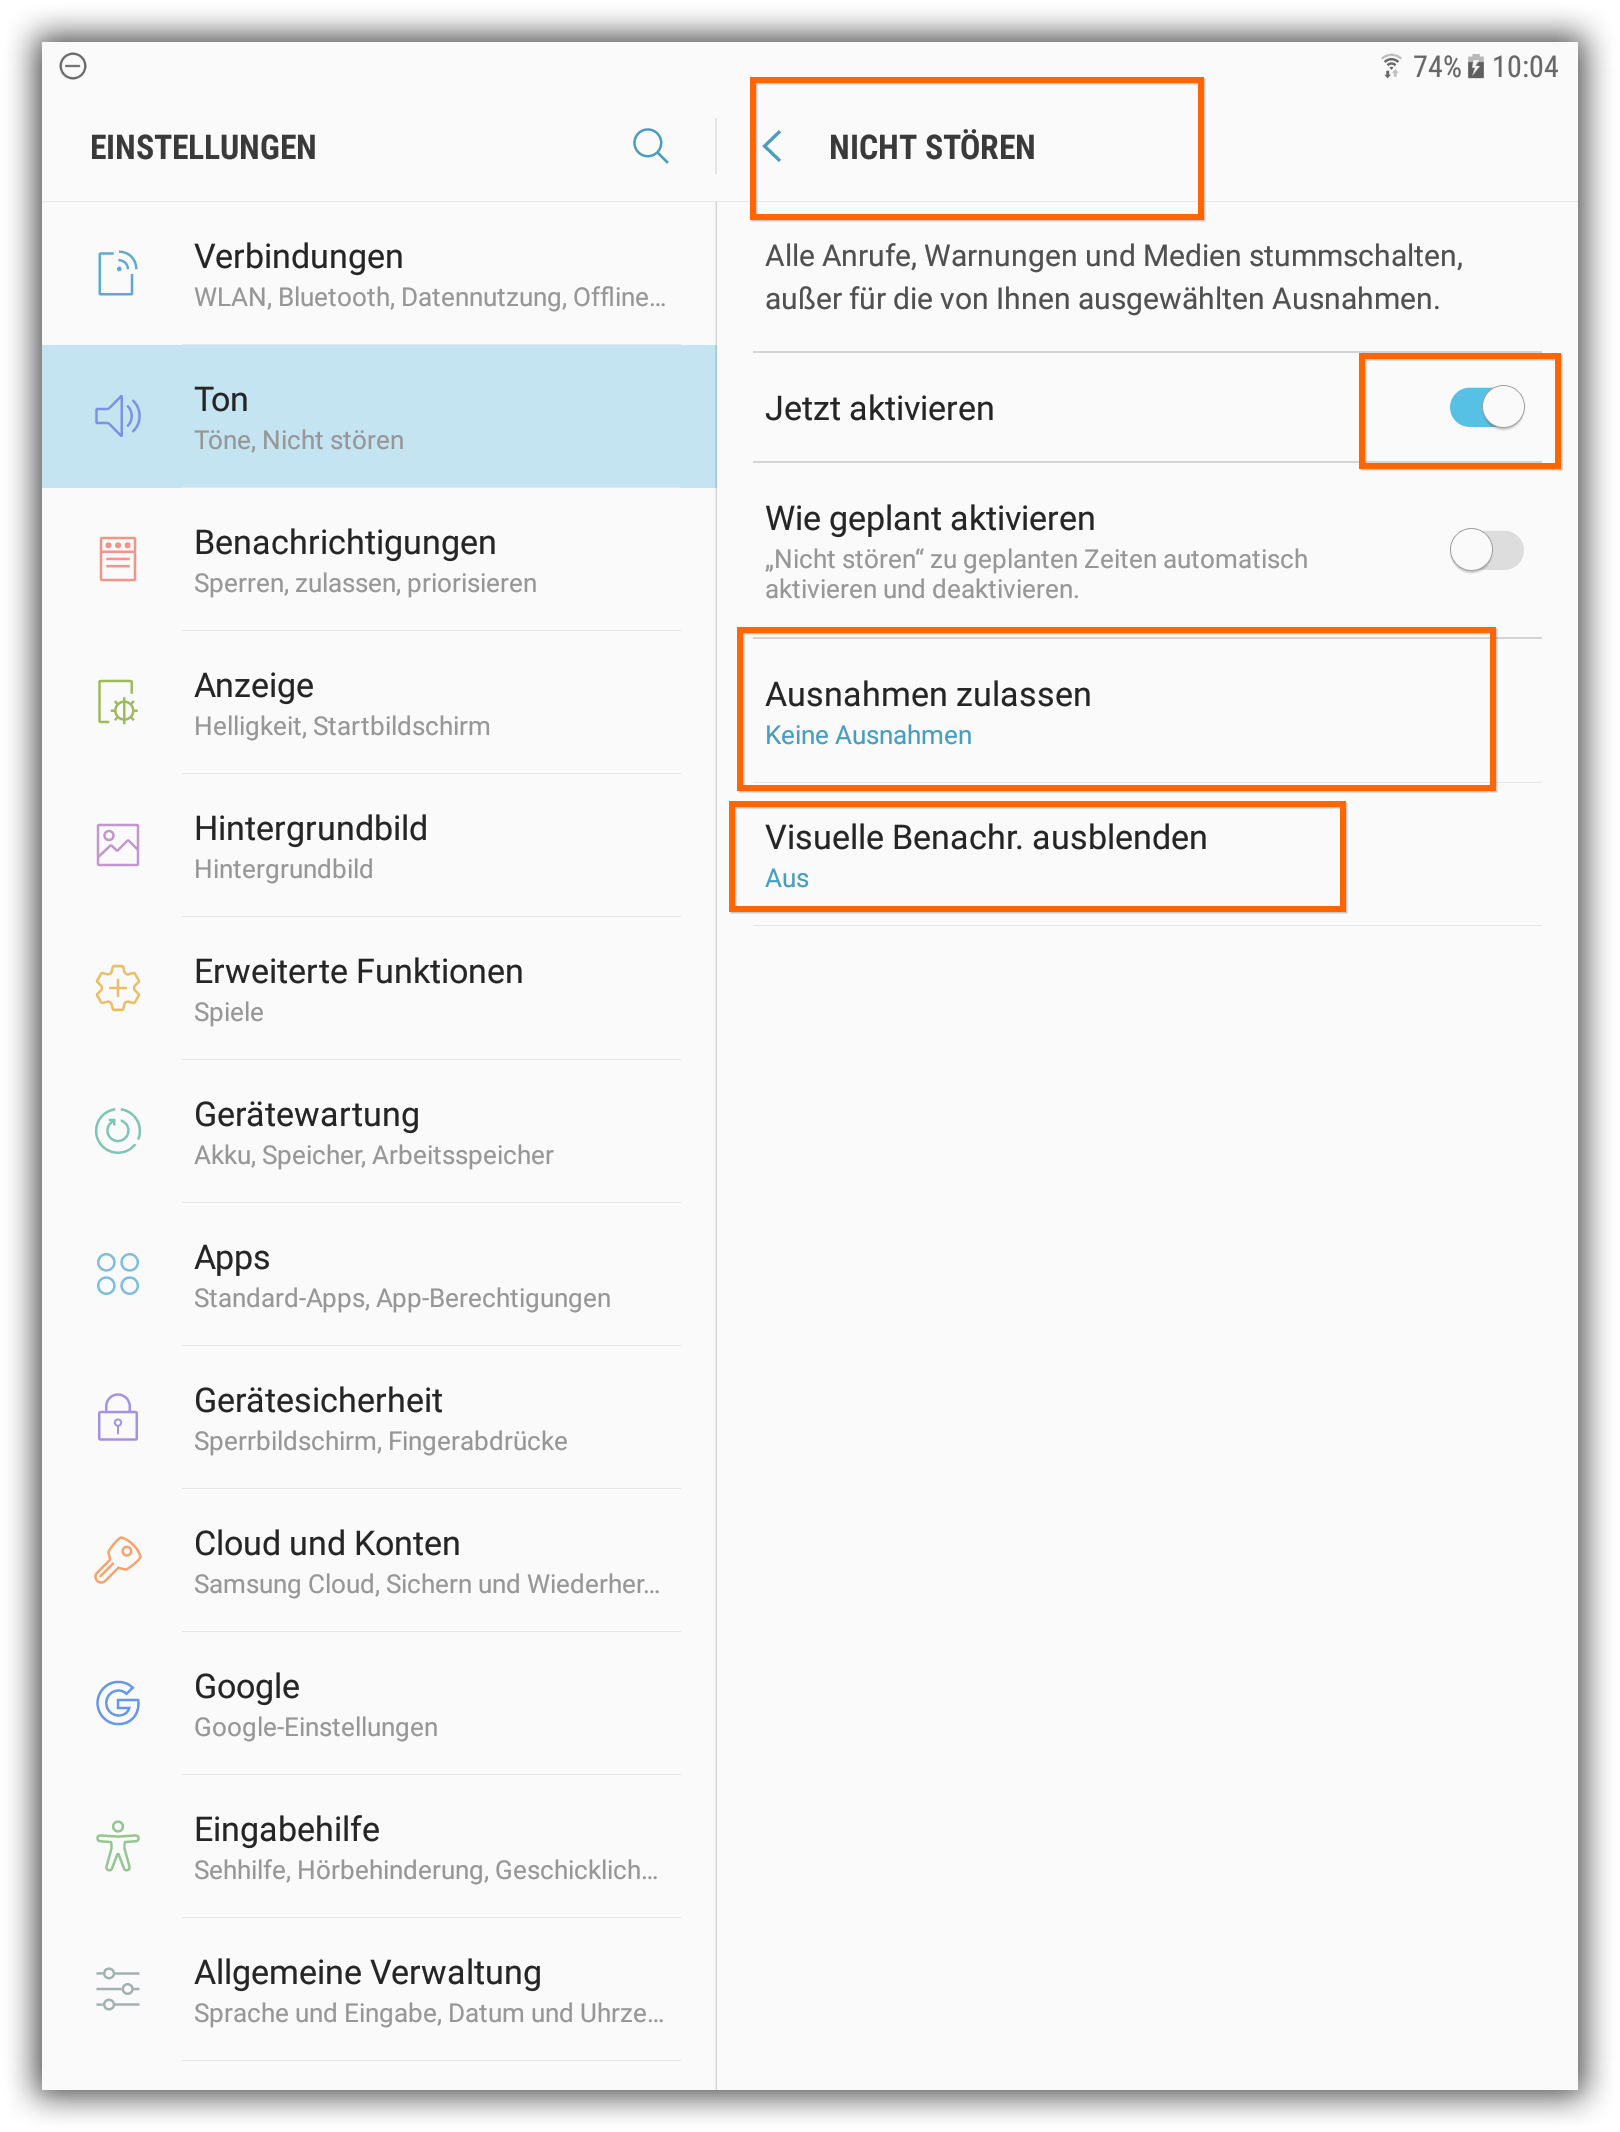 74% 10:04
EINSTELLUNGEN
Verbindungen
WLAN, Bluetooth, Datennutzung, Offline...
Ton
Töne, Nicht stören
Benachrichtigungen
Sperren, zulassen, priorisieren
Anzeige
Helligkeit, Startbildschirm
Hintergrundbild
Hintergrundbild
Erweiterte Funktionen
Spiele
Gerätewartung
Akku, Speicher, Arbeitsspeicher
Apps
Standard-Apps, App-Berechtigungen
Gerätesicherheit
Sperrbildschirm, Fingerabdrücke
Cloud und Konten
Samsung Cloud, Sichern und Wiederher...
Google
Google-Einstellungen
Eingabehilfe
Sehhilfe, Hörbehinderung, Geschicklich...
Allgemeine Verwaltung
Sprache und Eingabe, Datum und Uhrze...
NICHT STÖREN
Alle Anrufe, Warnungen und Medien stummschalten,
außer für die von Ihnen ausgewählten Ausnahmen.
Jetzt aktivieren
Wie geplant aktivieren
„Nicht stören“ zu geplanten Zeiten automatisch
aktivieren und deaktivieren.
Ausnahmen zulassen
Keine Ausnahmen
Visuelle Benachr. ausblenden
Aus